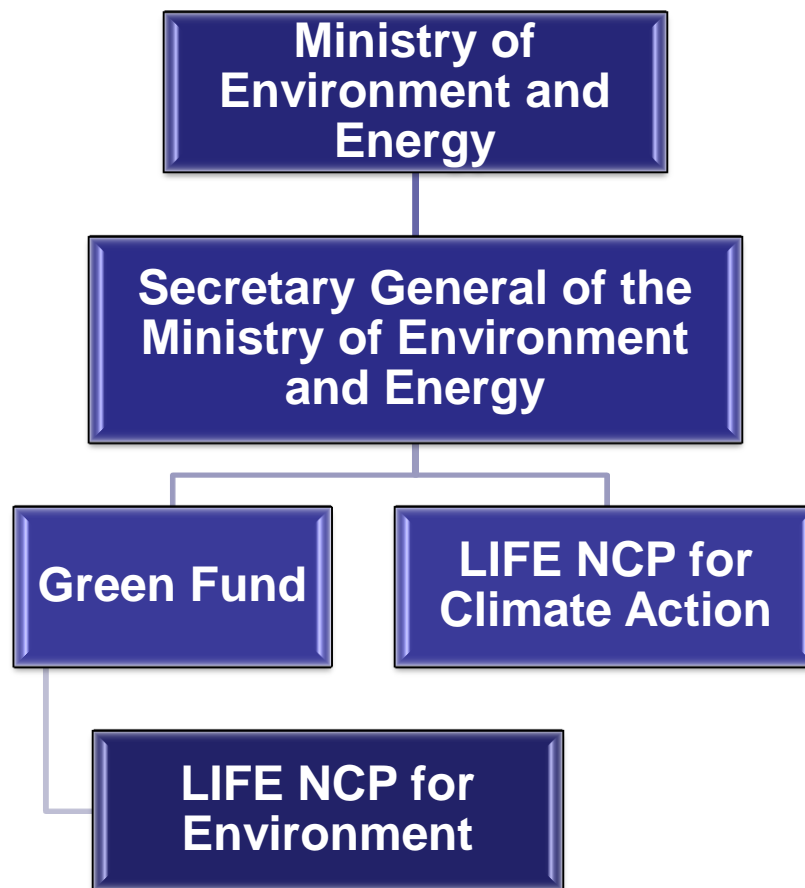 Ministry of
Environment and
Energy
Secretary General of the
Ministry of Environment
and Energy
Green Fund
LIFE NCP for
Climate Action
LIFE NCP for
Environment